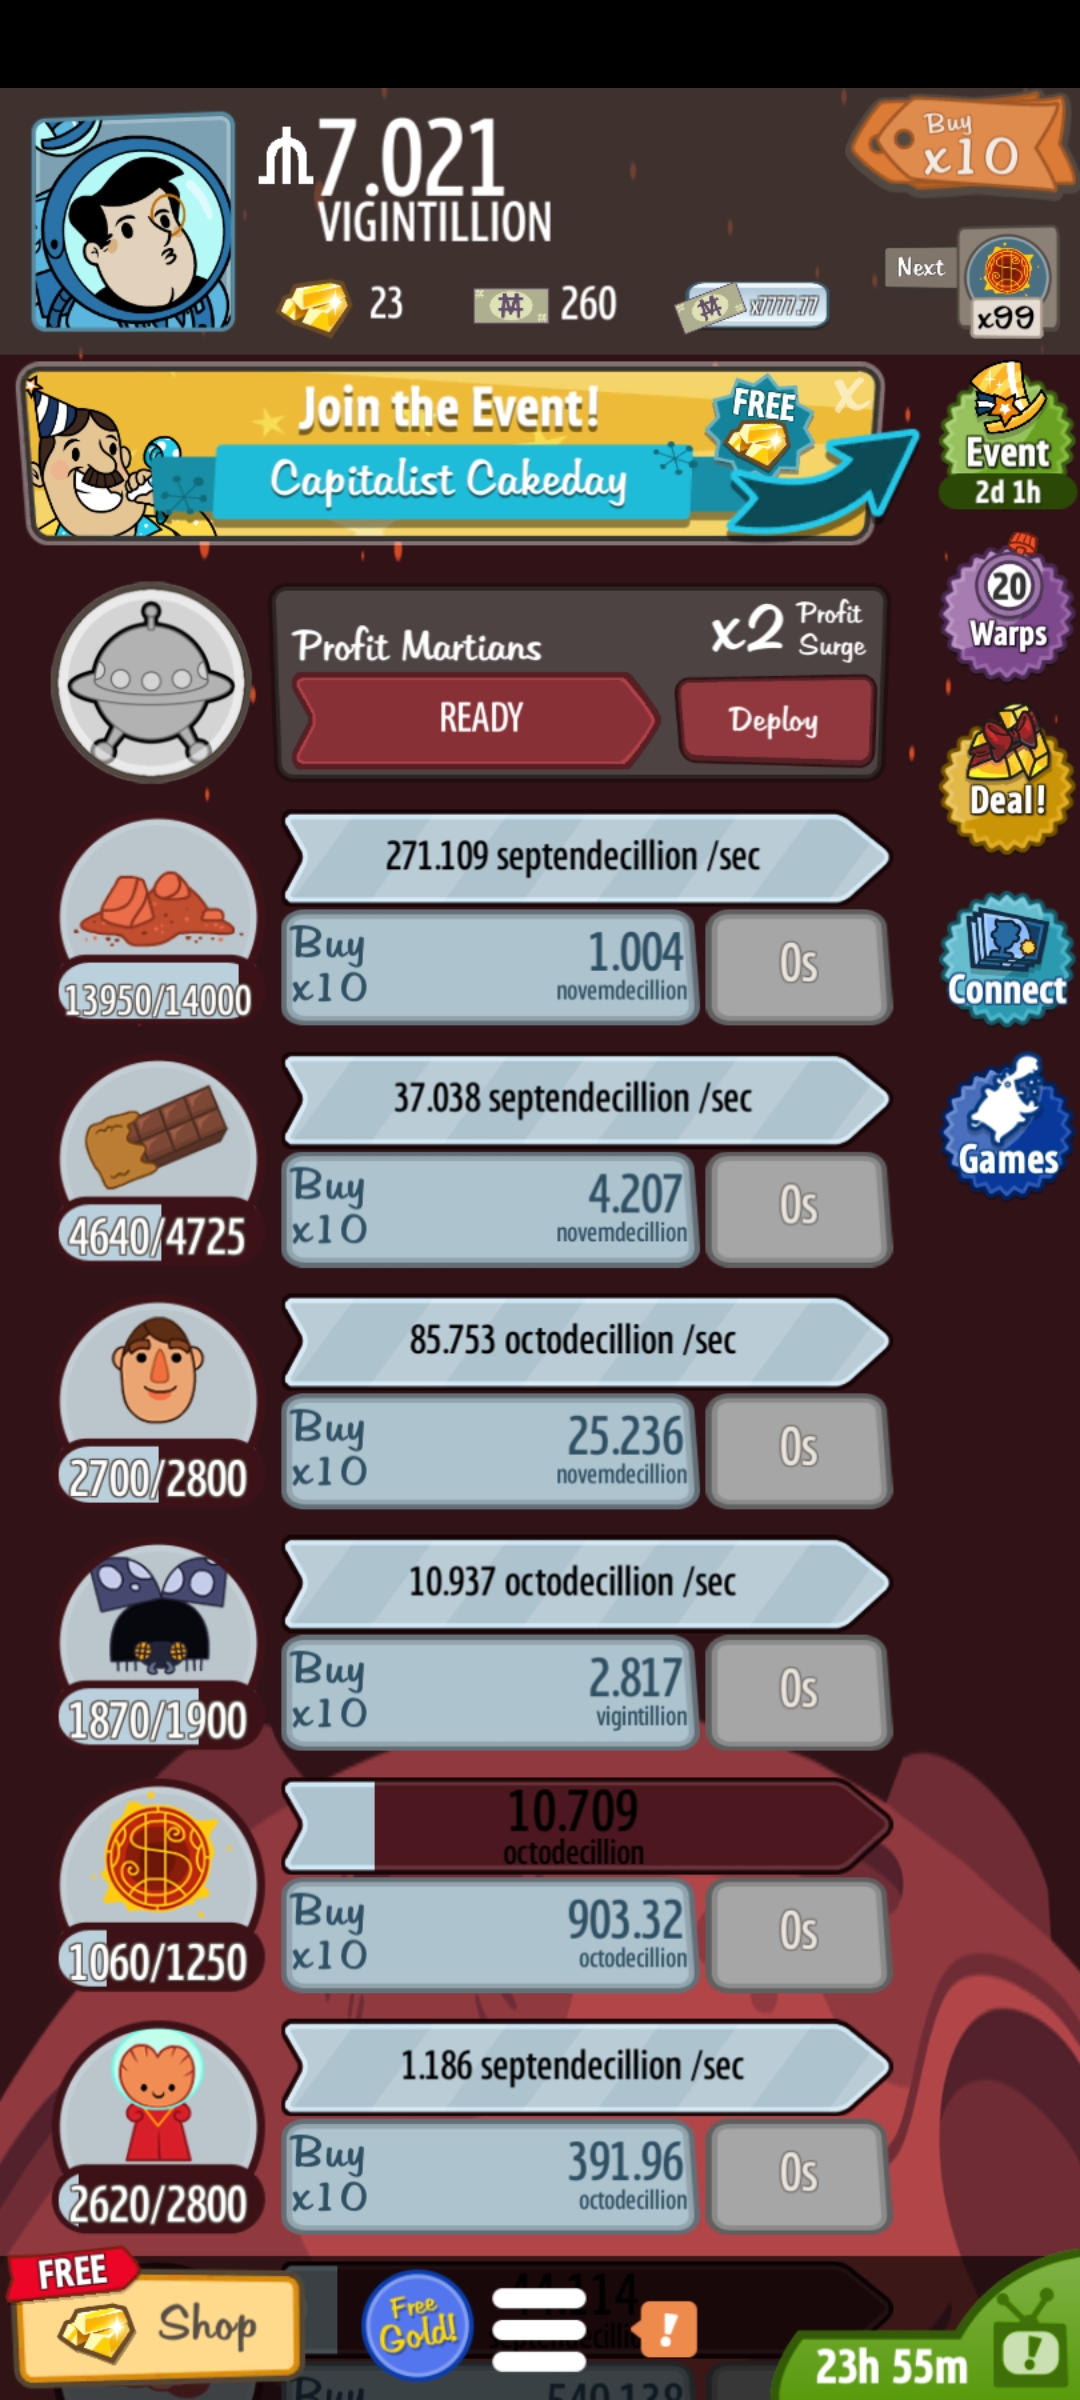 7.021
VIGINTILLION
Buy
x10
23
260
x7777.77
Next
x99
Join the Event!
Capitalist Cakeday
FREE
x
Event
2d 1h
20
Warps
Deal!
Connect
Games
Profit Martians
x2 Profit
Surge
READY
Deploy
271.109 septendecillion /sec
13950/14000
Buy
x10
1.004
novemdecillion
0s
37.038 septendecillion /sec
4640/4725
Buy
x10
4.207
novemdecillion
0s
85.753 octodecillion /sec
2700/2800
Buy
x10
25.236
novemdecillion
0s
10.937 octodecillion /sec
1870/1900
Buy
x10
2.817
vigintillion
0s
10.709
octodecillion
1060/1250
Buy
x10
903.32
octodecillion
0s
1.186 septendecillion /sec
2620/2800
Buy
x10
391.96
octodecillion
0s
FREE
Shop
Free
Gold!
!
23h 55m
!
Buy